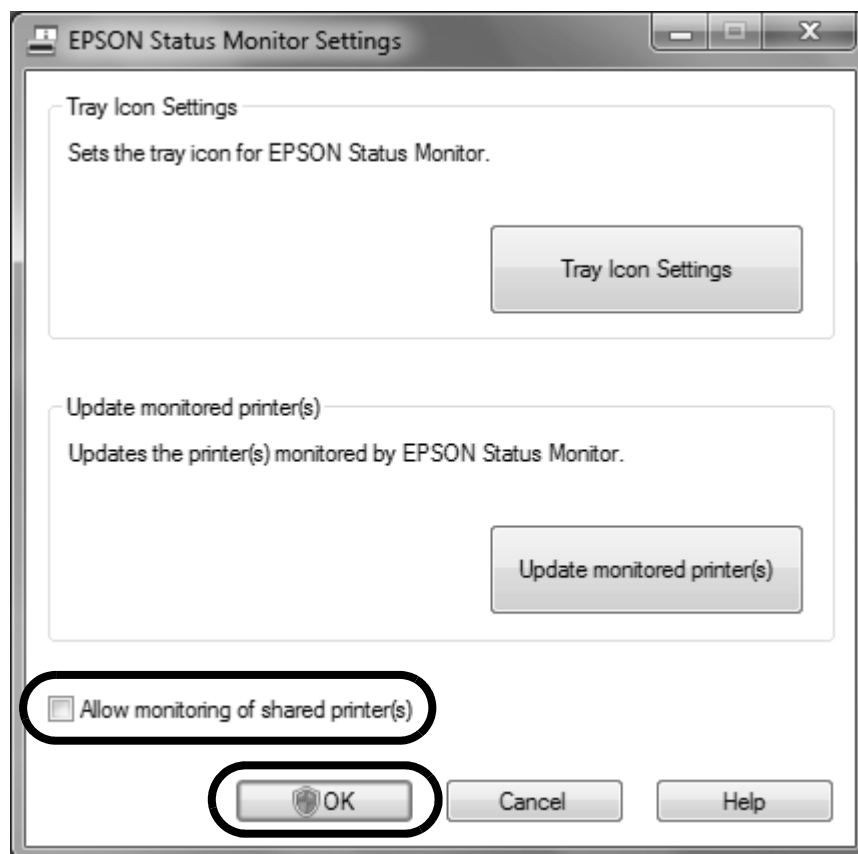 EPSON Status Monitor Settings
Tray Icon Settings
Sets the tray icon for EPSON Status Monitor.
Tray Icon Settings
Update monitored printer(s)
Updates the printer(s) monitored by EPSON Status Monitor.
Update monitored printer(s)
Allow monitoring of shared printer(s)
OK Cancel Help